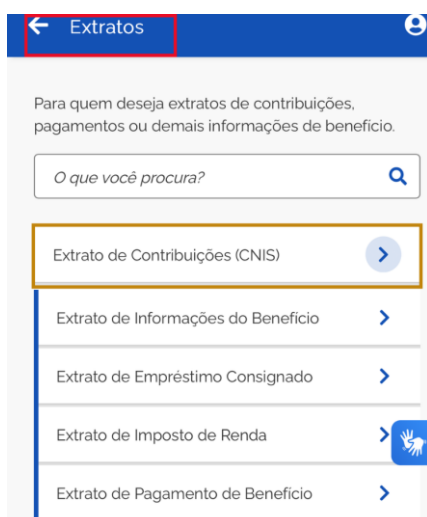 Extratos
Para quem deseja extratos de contribuições,
pagamentos ou demais informações de benefício.
O que você procura?
Extrato de Contribuições (CNIS)
Extrato de Informações do Benefício
Extrato de Empréstimo Consignado
Extrato de Imposto de Renda
Extrato de Pagamento de Benefício